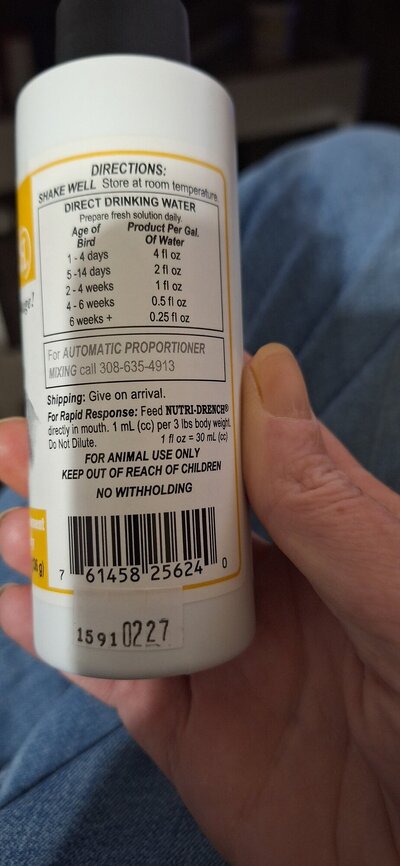 DIRECTIONS:
SHAKE WELL Store at room temperature.
DIRECT DRINKING WATER
Prepare fresh solution daily.
Age of Bird Product Per Gal. Of Water
1 - 4 days 4 fl oz
5 -14 days 2 fl oz
2 - 4 weeks 1 fl oz
4 - 6 weeks 0.5 fl oz
6 weeks + 0.25 fl oz
For AUTOMATIC PROPORTIONER
MIXING call 308-635-4913
Shipping: Give on arrival.
For Rapid Response: Feed NUTRI-DRENCH®
directly in mouth. 1 mL (cc) per 3 lbs body weight.
Do Not Dilute. 1 fl oz = 30 mL (cc)
FOR ANIMAL USE ONLY
KEEP OUT OF REACH OF CHILDREN
NO WITHHOLDING
7 61458 25624 0
1591 0227